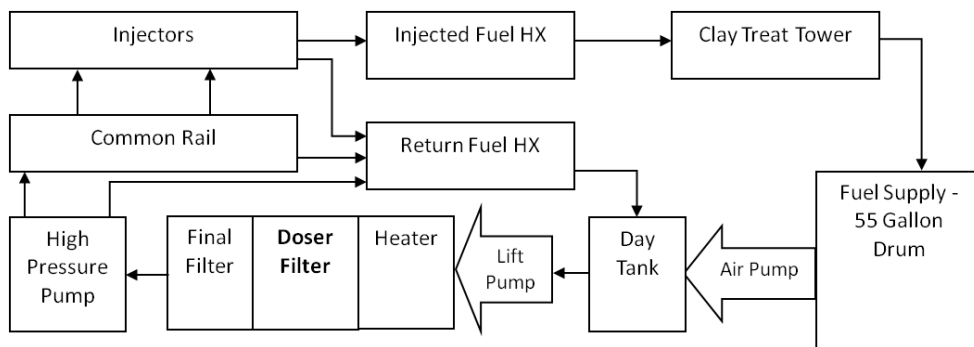 Injectors
Injected Fuel HX
Clay Treat Tower
Common Rail
Return Fuel HX
Fuel Supply -
55 Gallon
Drum
High
Pressure
Pump
Final
Filter
Doser
Filter
Heater
Lift
Pump
Day
Tank
Air Pump